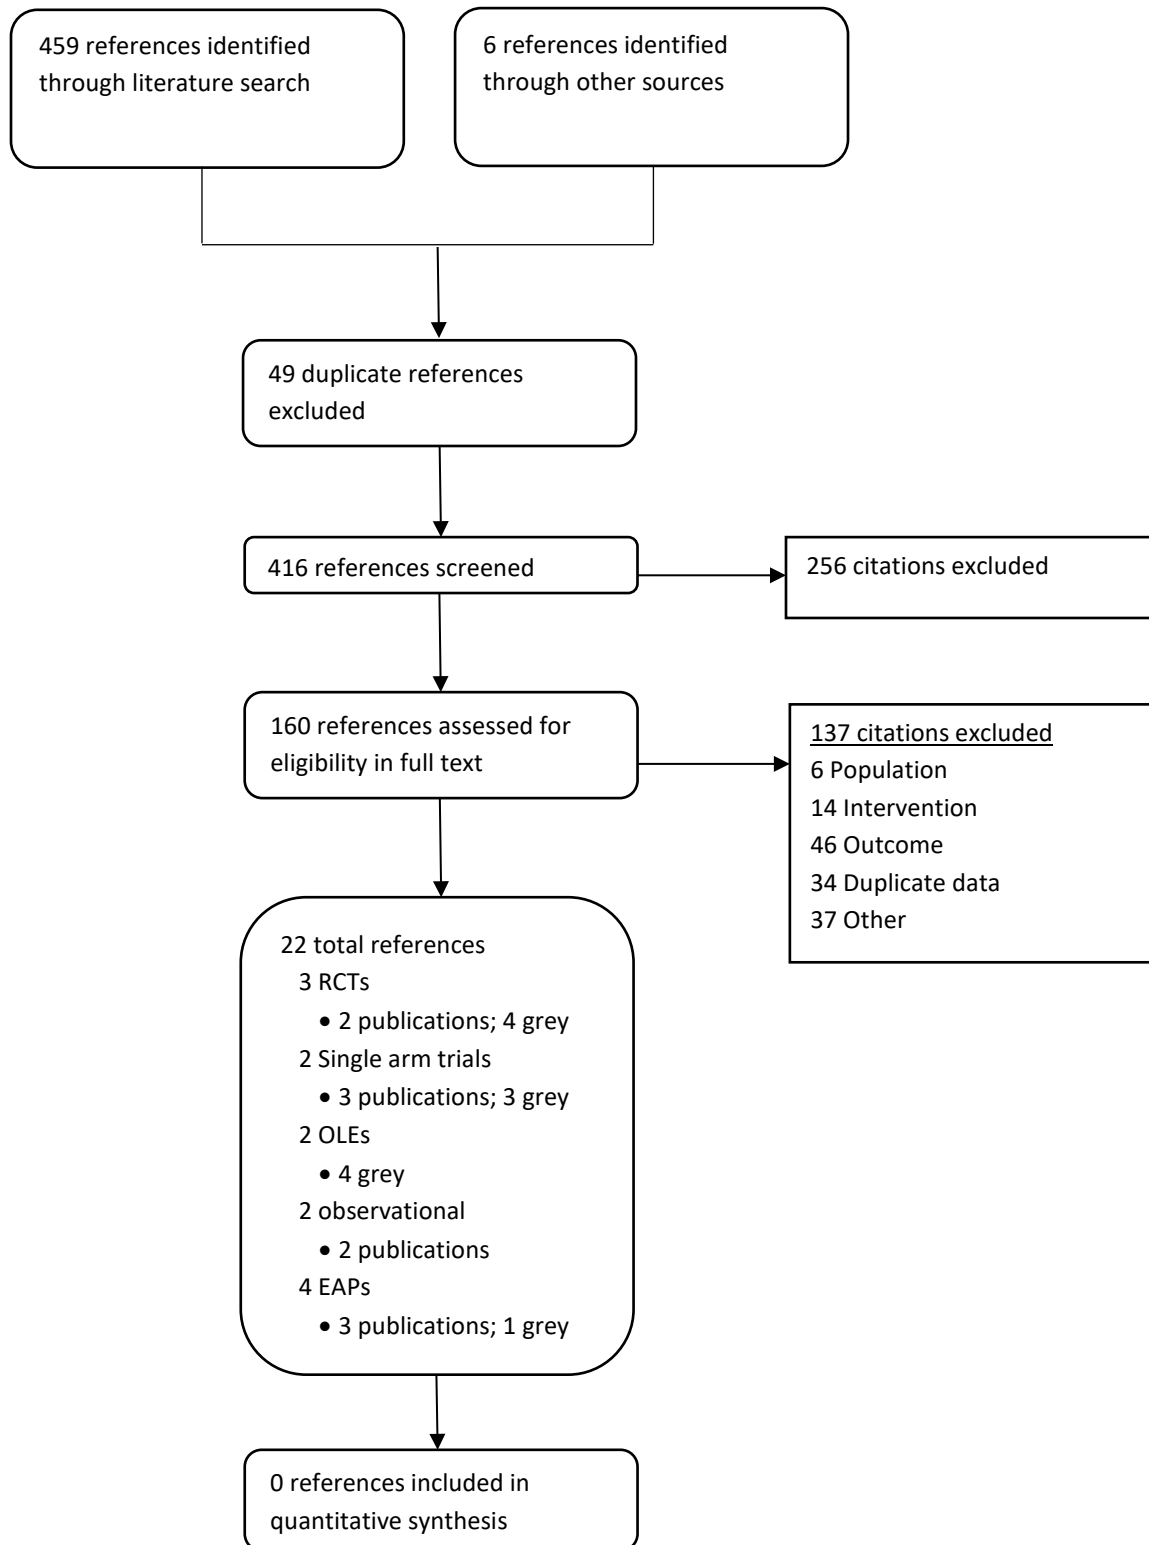 459 references identified
through literature search
6 references identified
through other sources
49 duplicate references
excluded
416 references screened
256 citations excluded
160 references assessed for
eligibility in full text
137 citations excluded
6 Population
14 Intervention
46 Outcome
34 Duplicate data
37 Other
22 total references
3 RCTs
• 2 publications; 4 grey
2 Single arm trials
• 3 publications; 3 grey
2 OLEs
• 4 grey
2 observational
• 2 publications
4 EAPs
• 3 publications; 1 grey
0 references included in
quantitative synthesis